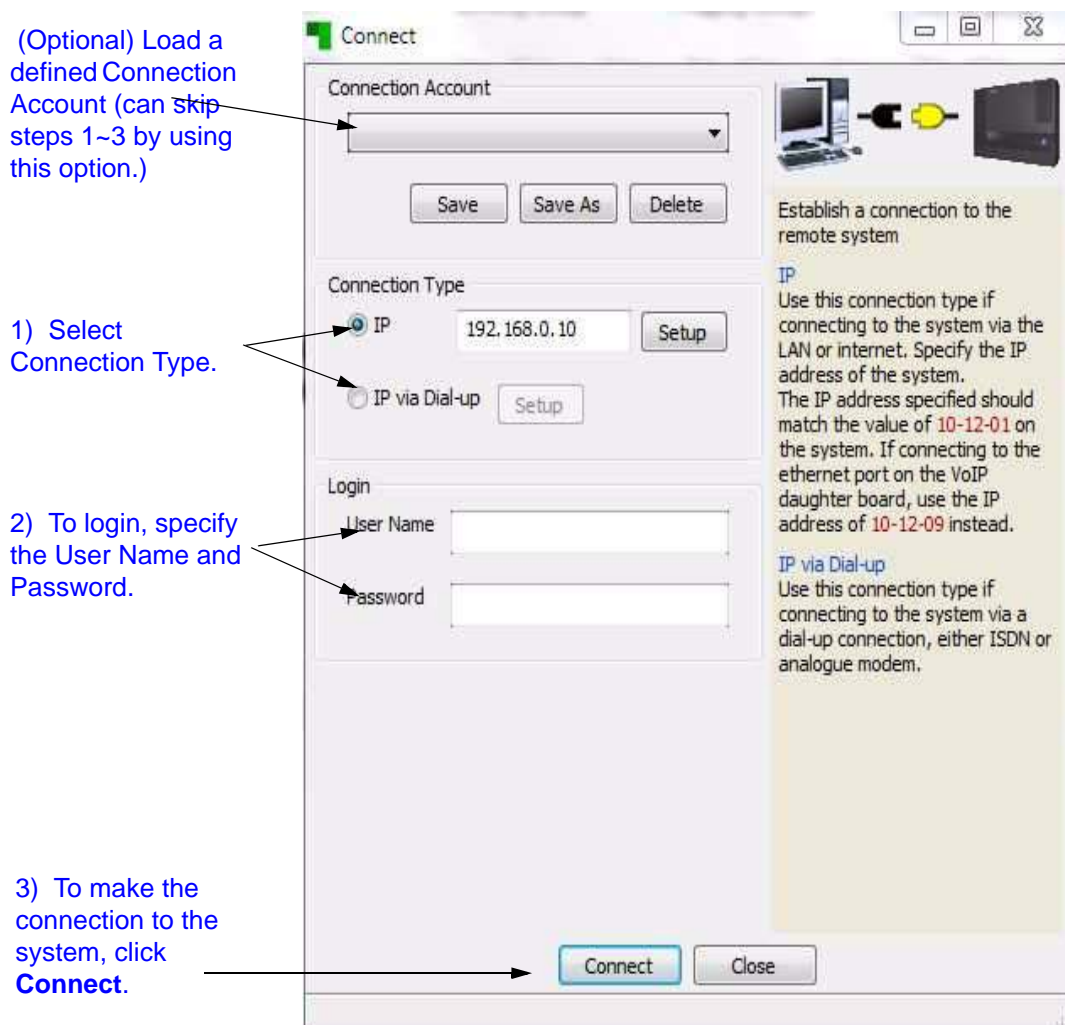 (Optional) Load a
defined Connection
Account (can skip
steps 1~3 by using
this option.)
1) Select
Connection Type.
2) To login, specify
the User Name and
Password.
3) To make the
connection to the
system, click
Connect.
Connect
Connection Account
Save
Save As
Delete
Connection Type
IP
192.168.0.10
Setup
IP via Dial-up
Setup
Login
User Name
Password
Connect
Close
Establish a connection to the
remote system
IP
Use this connection type if
connecting to the system via the
LAN or internet. Specify the IP
address of the system.
The IP address specified should
match the value of 10-12-01 on
the system. If connecting to the
ethernet port on the VoIP
daughter board, use the IP
address of 10-12-09 instead.
IP via Dial-up
Use this connection type if
connecting to the system via a
dial-up connection, either ISDN or
analogue modem.